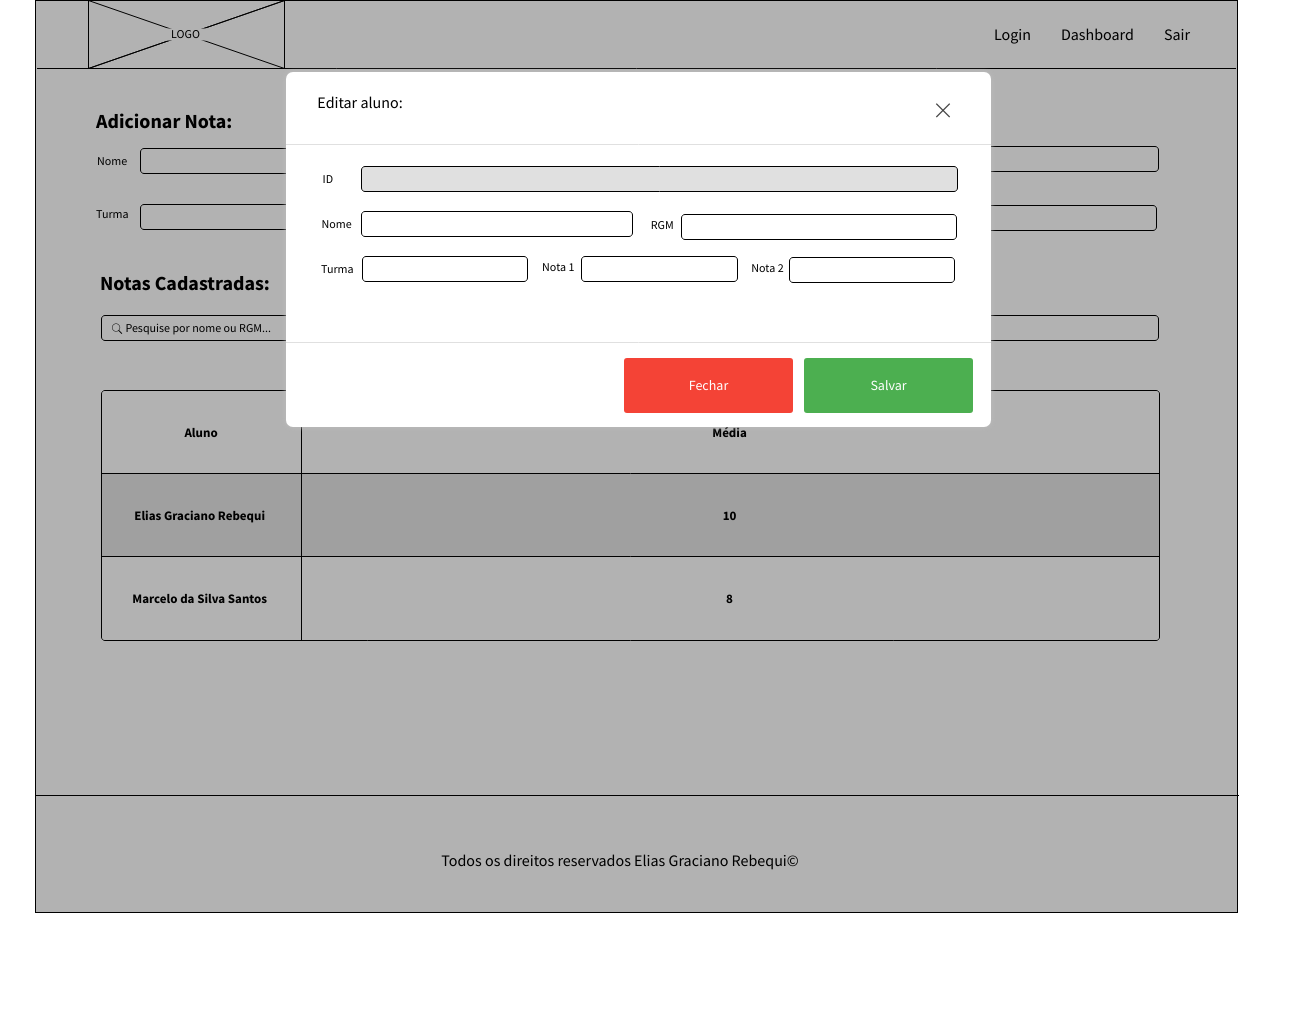 LOGO
Login
Dashboard
Sair
Editar aluno:
Adicionar Nota:
Nome
Turma
ID
Nome
RGM
Turma
Nota 1
Nota 2
Notas Cadastradas:
Pesquise por nome ou RGM...
Fechar
Salvar
Aluno
Média
Elias Graciano Rebequi
10
Marcelo da Silva Santos
8
Todos os direitos reservados Elias Graciano Rebequi©